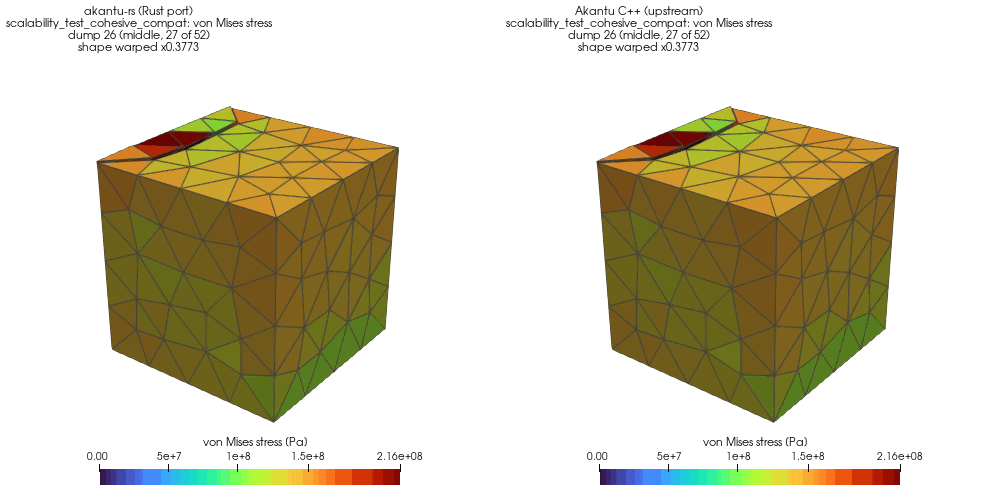 akantu-rs (Rust port)
scalability_test_cohesive_compat: von Mises stress
dump 26 (middle, 27 of 52)
shape warped x0.3773
Akantu C++ (upstream)
scalability_test_cohesive_compat: von Mises stress
dump 26 (middle, 27 of 52)
shape warped x0.3773
von Mises stress (Pa)
0.00 5e+7 1e+8 1.5e+8 2.16e+08
von Mises stress (Pa)
0.00 5e+7 1e+8 1.5e+8 2.16e+08